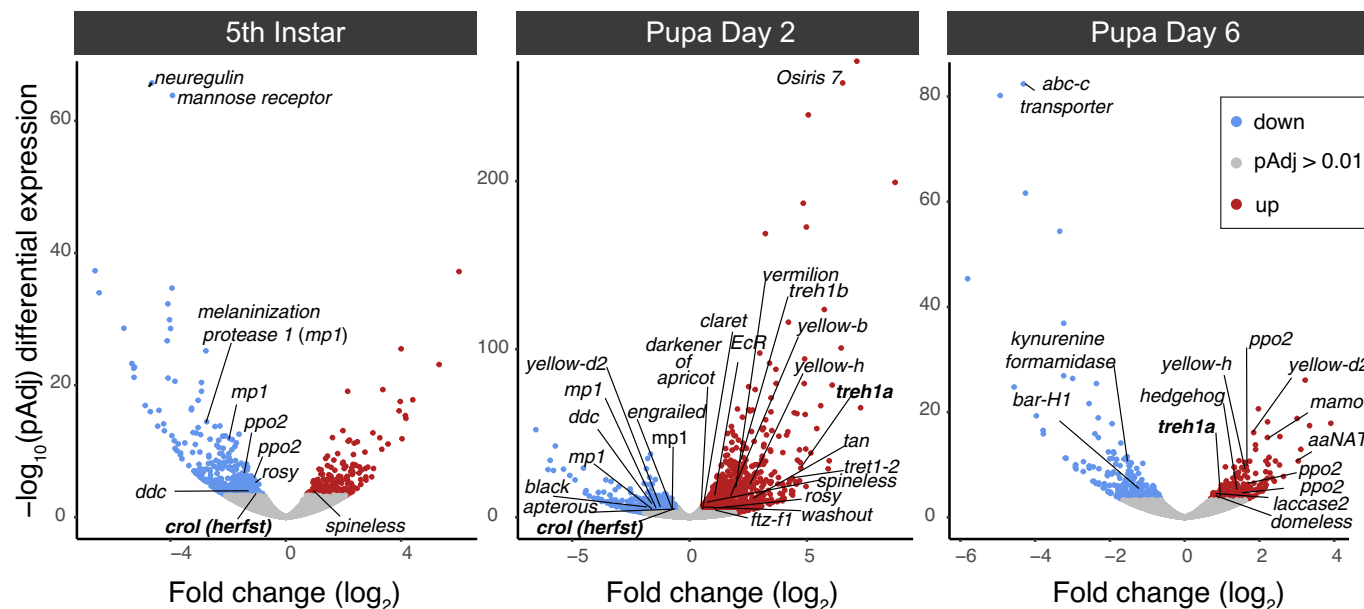 5th Instar
Pupa Day 2
Pupa Day 6
−log10(pAdj) differential expression
60
40
20
0
neuregulin
mannose receptor
melaninization
protease 1 (mp1)
mp1
ppo2
ppo2
rosy
ddc
crol (herfst)
spineless
−4
0
4
Fold change (log2)
200
100
0
Osiris 7
vermilion
treh1b
claret
EcR
yellow-b
darkener
of
apricot
yellow-h
yellow-d2
mp1
engrailed
treh1a
ddc
mp1
tan
mp1
tret1-2
spineless
black
rosy
apterous
washout
crol (herfst)
ftz-f1
−5
0
5
Fold change (log2)
80
60
40
20
0
abc-c
transporter
down
pAdj > 0.01
up
kynurenine
formamidase
ppo2
yellow-h
yellow-d2
bar-H1
hedgehog
mamo
treh1a
aaNAT
ppo2
ppo2
laccase2
domeless
−6
−4
−2
0
2
4
Fold change (log2)